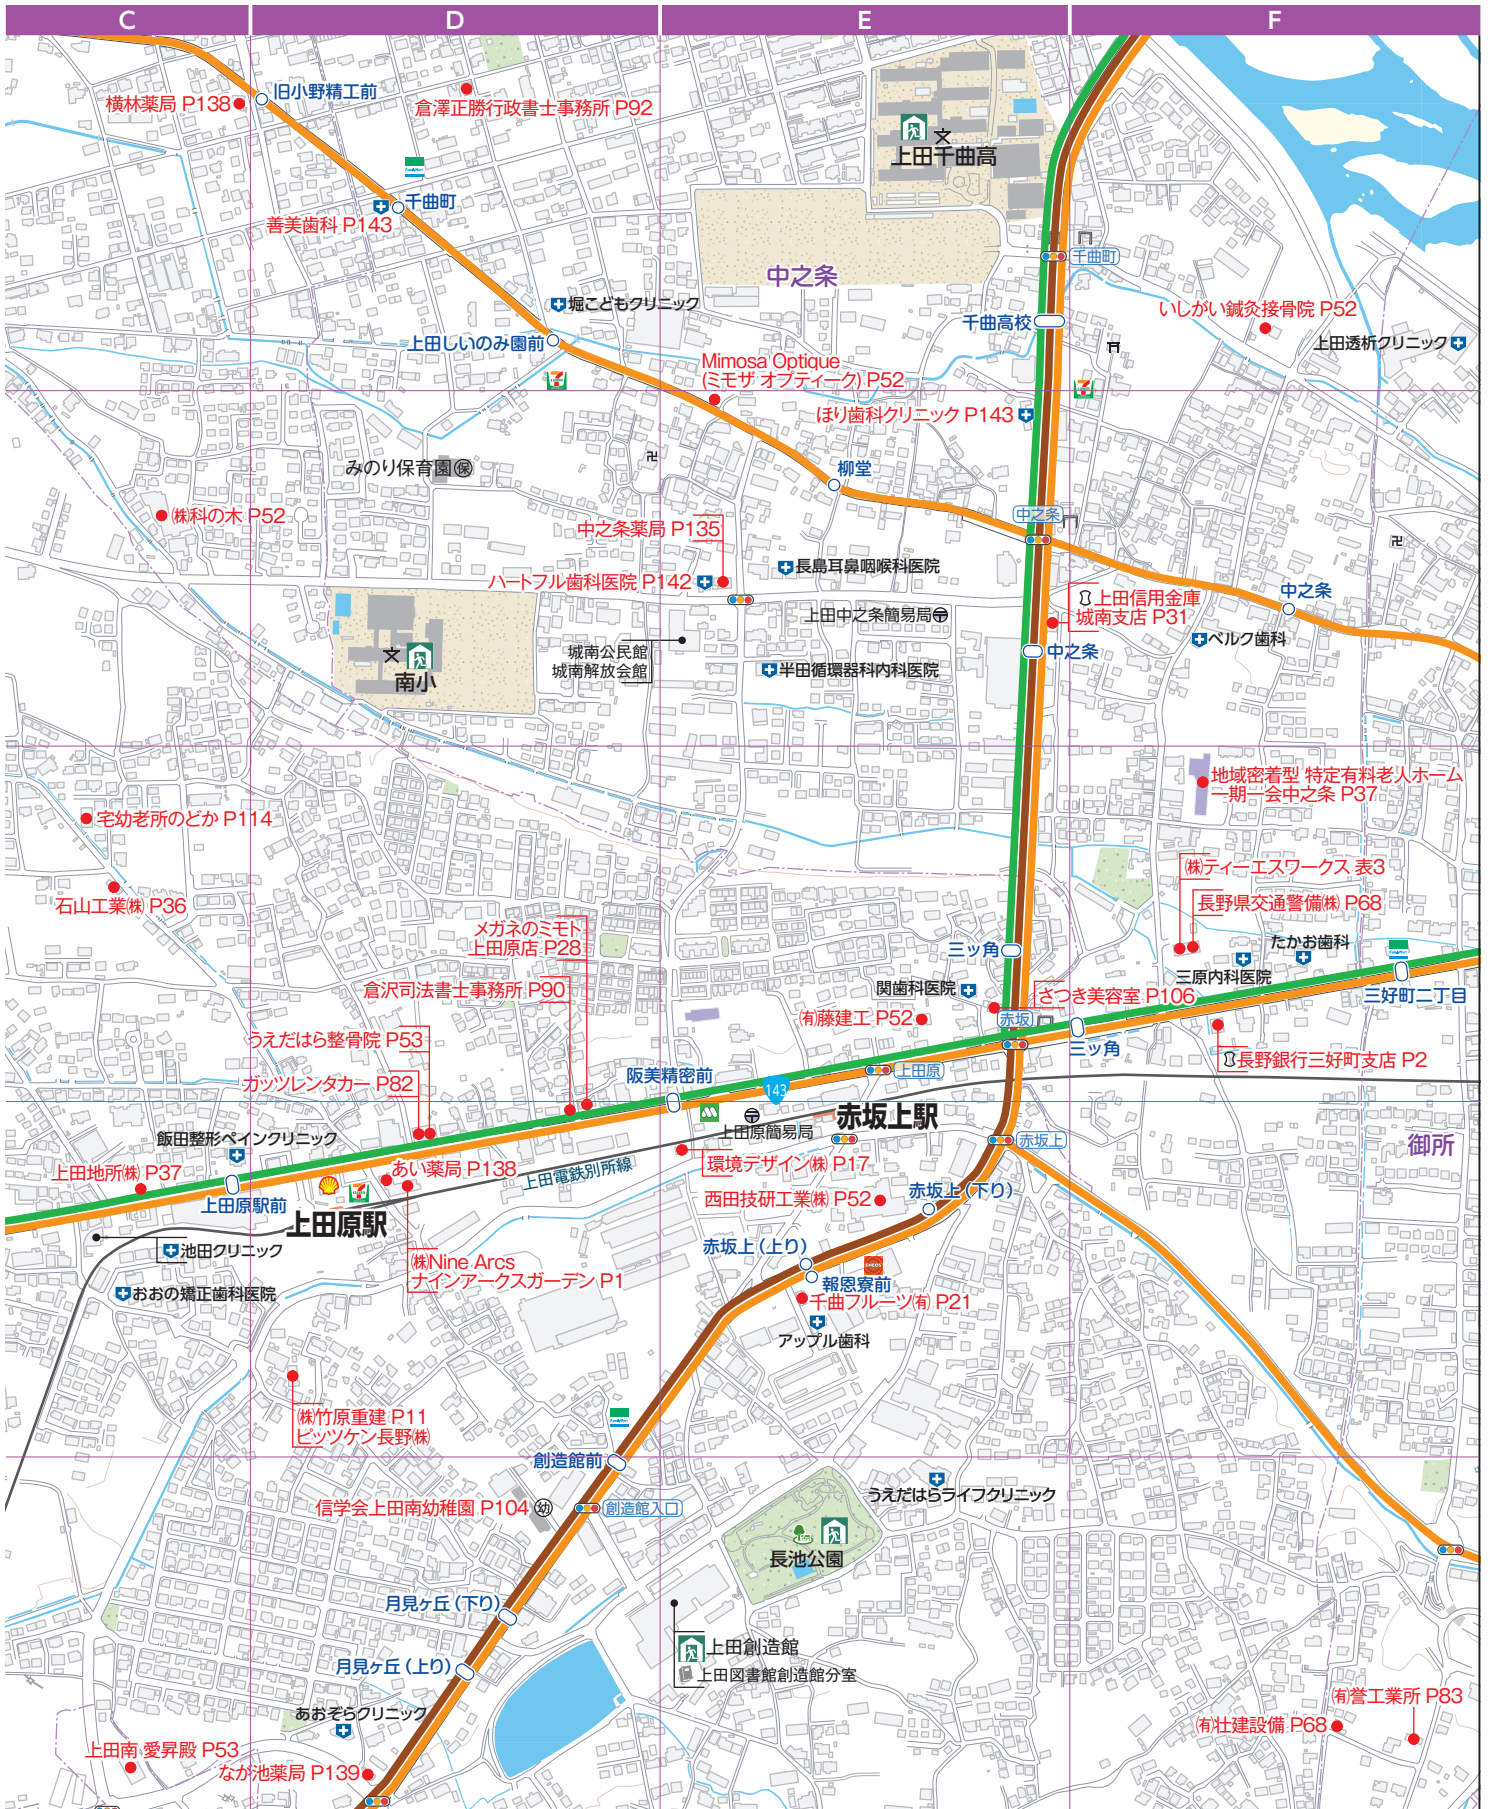 C
D
E
F
横林薬局 P138
旧小野精工前
倉澤正勝行政書士事務所 P92
上田千曲高
千曲町
善美歯科 P143
中之条
千曲町
堀こどもクリニック
千曲高校
いしがい鍼灸接骨院 P52
上田しいのみ園前
上田透析クリニック
Mimosa Optique
(ミモザ オプティーク) P52
ほり歯科クリニック P143
みのり保育園
保
柳堂
㈱科の木 P52
中之条
中之条薬局 P135
長島耳鼻咽喉科医院
ハートフル歯科医院 P142
上田信用金庫
城南支店 P31
中之条
上田中之条簡易局
ベルク歯科
城南公民館
城南解放会館
中之条
半田循環器科内科医院
南小
地域密着型 特定有料老人ホーム
一期一会中之条 P37
宅幼老所のどか P114
㈱ティーエスワークス 表3
石山工業㈱ P36
長野県交通警備㈱ P68
メガネのミモト
上田原店 P28
たかお歯科
三ッ角
三原内科医院
関歯科医院
倉沢司法書士事務所 P90
さつき美容室 P106
三好町二丁目
㈲藤建工 P52
赤坂
うえだはら整骨院 P53
三ッ角
長野銀行三好町支店 P2
上田原
阪美精密前
ガッツレンタカー P82
143
赤坂上駅
上田原簡易局
飯田整形ペインクリニック
赤坂上
御所
上田地所㈱ P37
あい薬局 P138
上田電鉄別所線
環境デザイン㈱ P17
上田原駅前
西田技研工業㈱ P52
赤坂上（下り）
上田原駅
池田クリニック
赤坂上（上り）
㈱Nine Arcs
ナインアークスガーデン P1
ENEOS
報恩寮前
おおの矯正歯科医院
千曲フルーツ㈲ P21
アップル歯科
㈱竹原重建 P11
ピッツケン長野㈱
FamilyMart
創造館前
うえだはらライフクリニック
信学会上田南幼稚園 P104
創造館入口
長池公園
月見ヶ丘（下り）
上田創造館
上田図書館創造館分室
月見ヶ丘（上り）
㈲誉工業所 P83
あおぞらクリニック
㈲壮建設備 P68
上田南 愛昇殿 P53
なが池薬局 P139